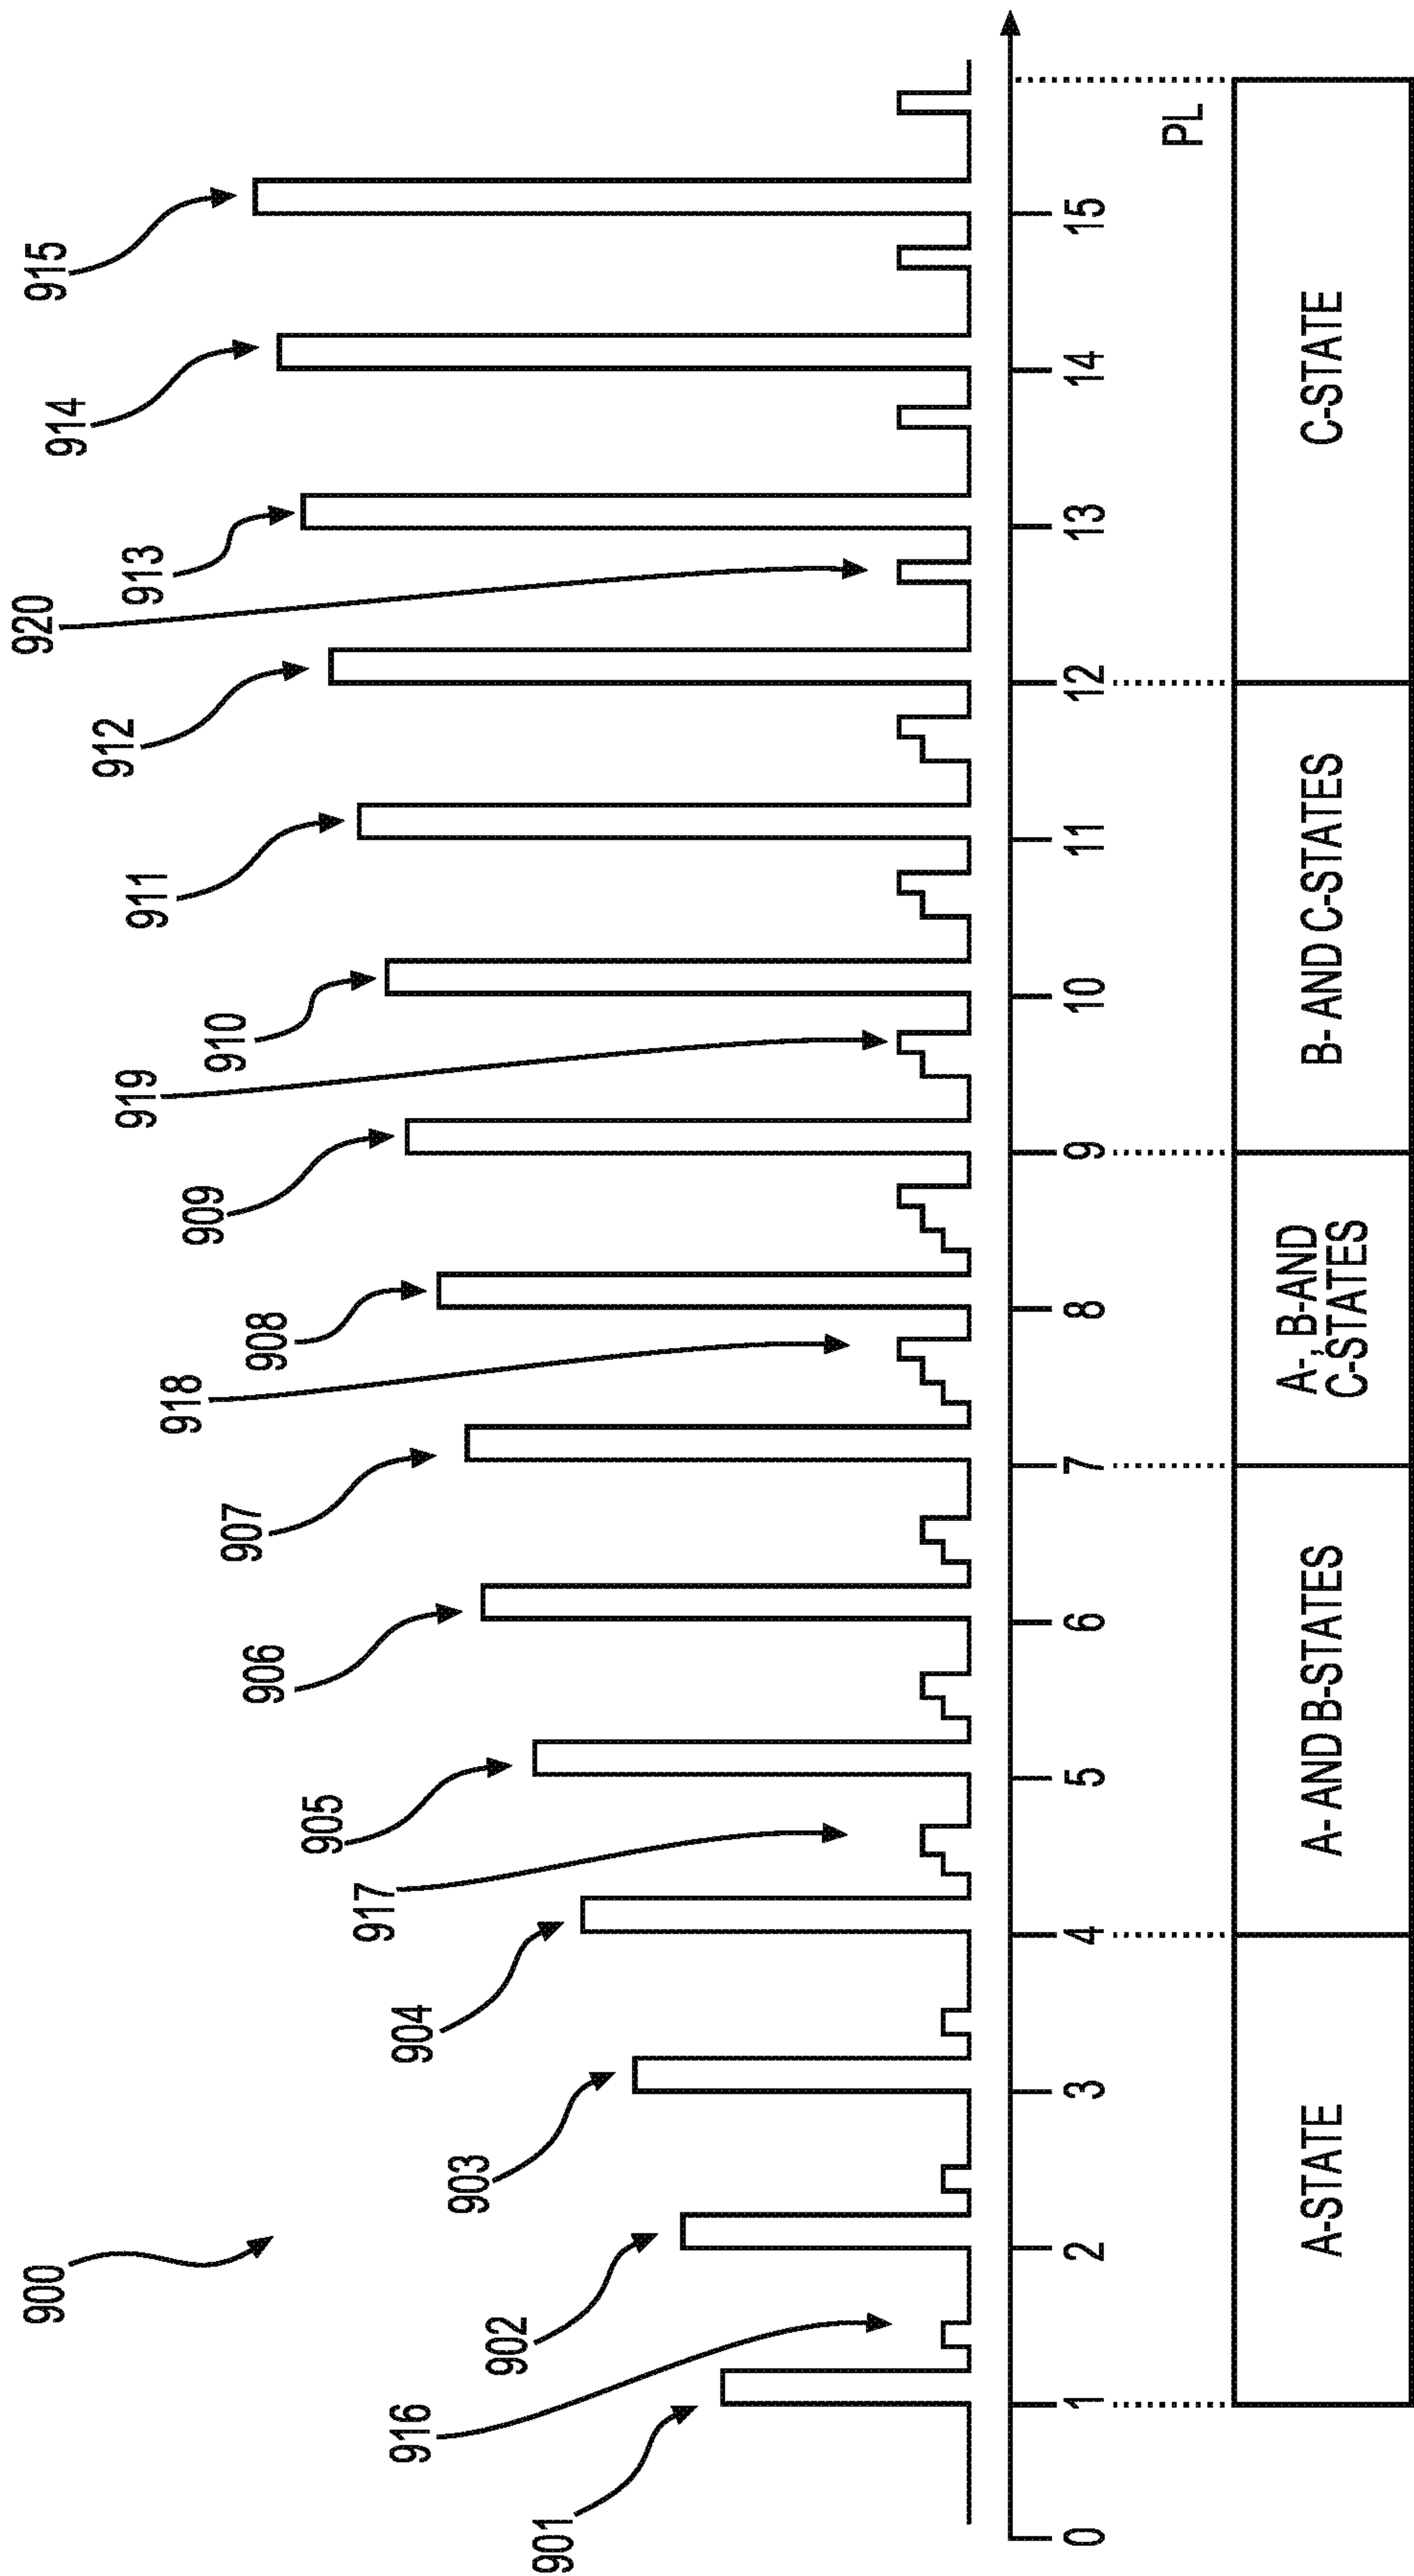 900
901
902
903
904
905
906
907
908
909
910
911
912
913
914
915
916
917
918
919
920
0 1 2 3 4 5 6 7 8 9 10 11 12 13 14 15
PL
A-STATE
A- AND B-STATES
A-, B-AND
C-STATES
B- AND C-STATES
C-STATE